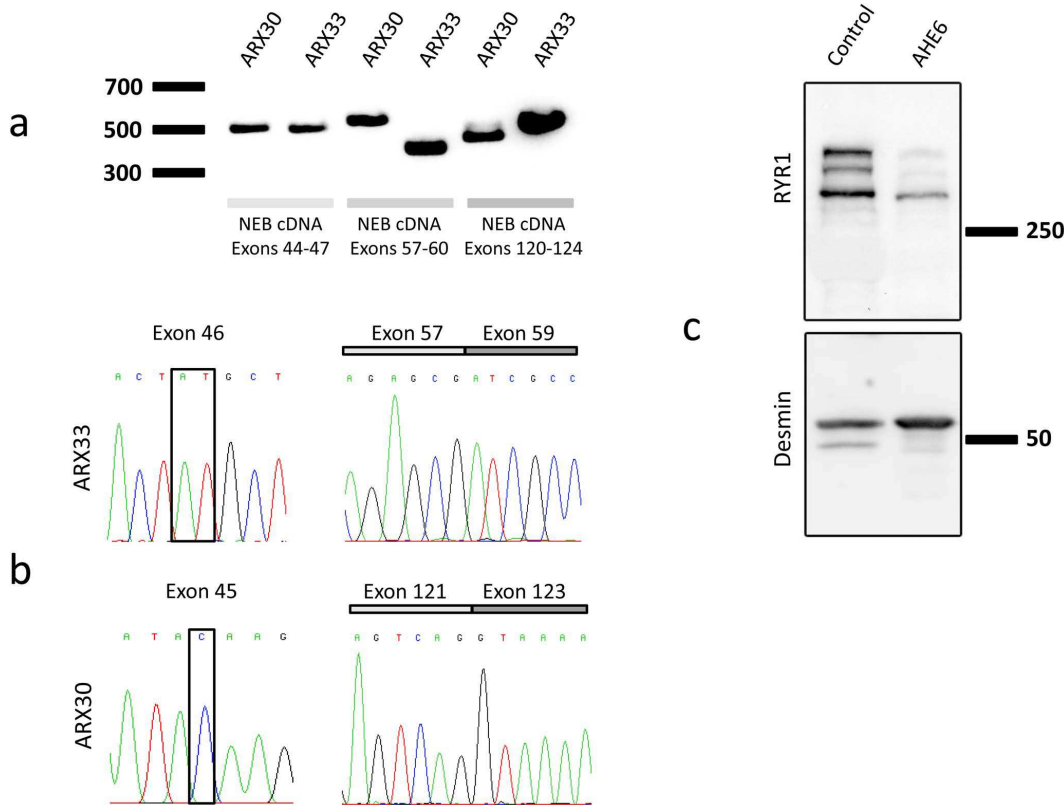 a
ARX30
ARX33
ARX30
ARX33
ARX30
ARX33
700
500
300
NEB cDNA
Exons 44-47
NEB cDNA
Exons 57-60
NEB cDNA
Exons 120-124
b
ARX33
Exon 46
A C T A T G C T
Exon 57 Exon 59
A G A G C G A T C G C C
ARX30
Exon 45
A T A C A A G
Exon 121 Exon 123
A G T C A G G T A A A A
c
Control
AHE6
RYR1
250
Desmin
50